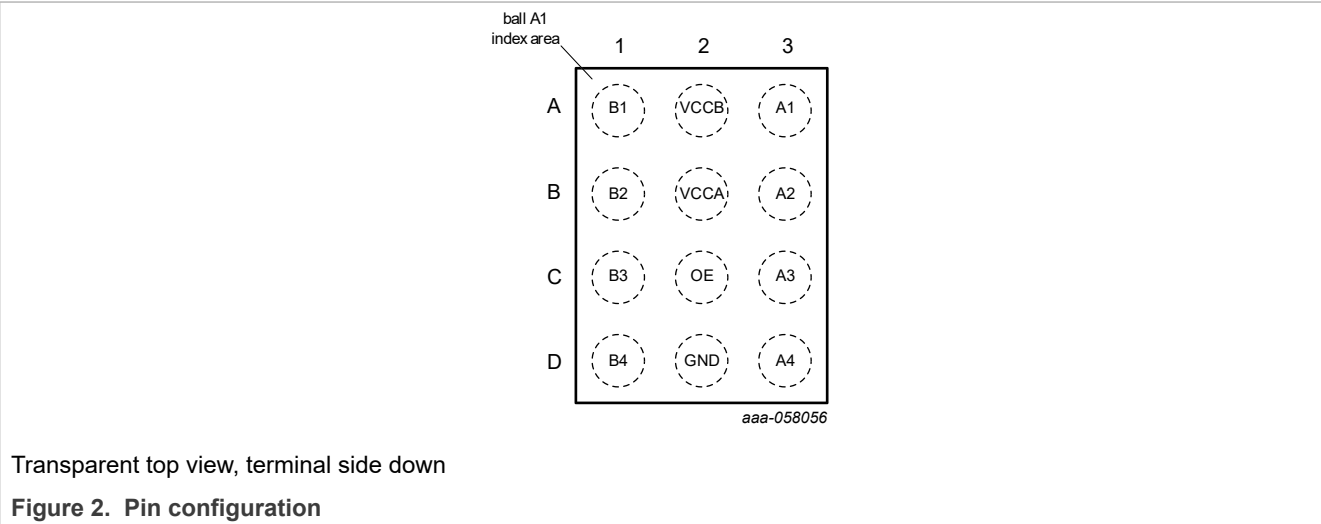 ball A1
index area
1 2 3
A B1 VCCB A1
B B2 VCCA A2
C B3 OE A3
D B4 GND A4
aaa-058056
Transparent top view, terminal side down
Figure 2. Pin configuration